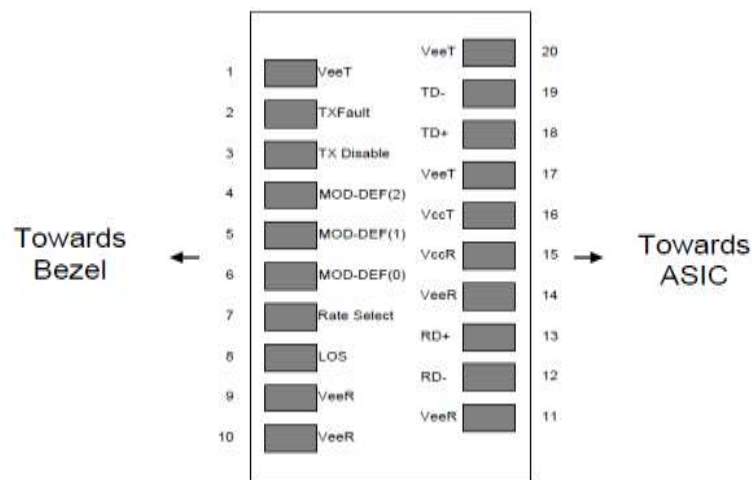 VeeT 20
1 VeeT
TD- 19
2 TXFault
TD+ 18
3 TX Disable
VeeT 17
4 MOD-DEF(2)
VccT 16
5 MOD-DEF(1)
Towards
Bezel
VccR 15
Towards
ASIC
6 MOD-DEF(0)
VeeR 14
7 Rate Select
RD+ 13
8 LOS
RD- 12
9 VeeR
VeeR 11
10 VeeR